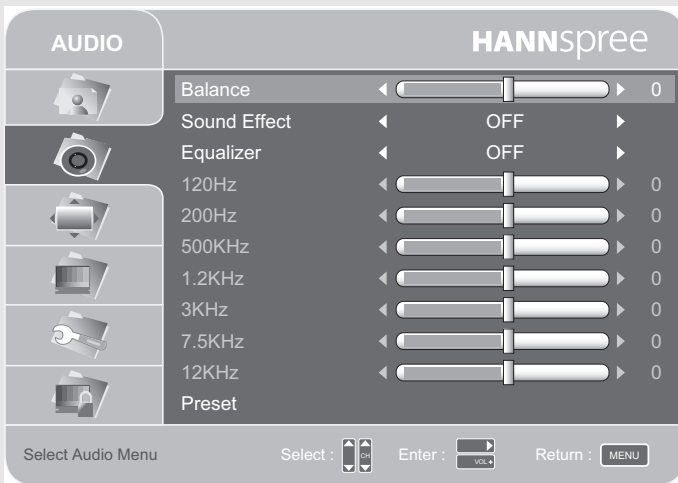 AUDIO
HANNspree
Balance 0
Sound Effect OFF
Equalizer OFF
120Hz 0
200Hz 0
500KHz 0
1.2KHz 0
3KHz 0
7.5KHz 0
12KHz 0
Preset
Select Audio Menu Select : CH Enter : VOL+ Return : MENU